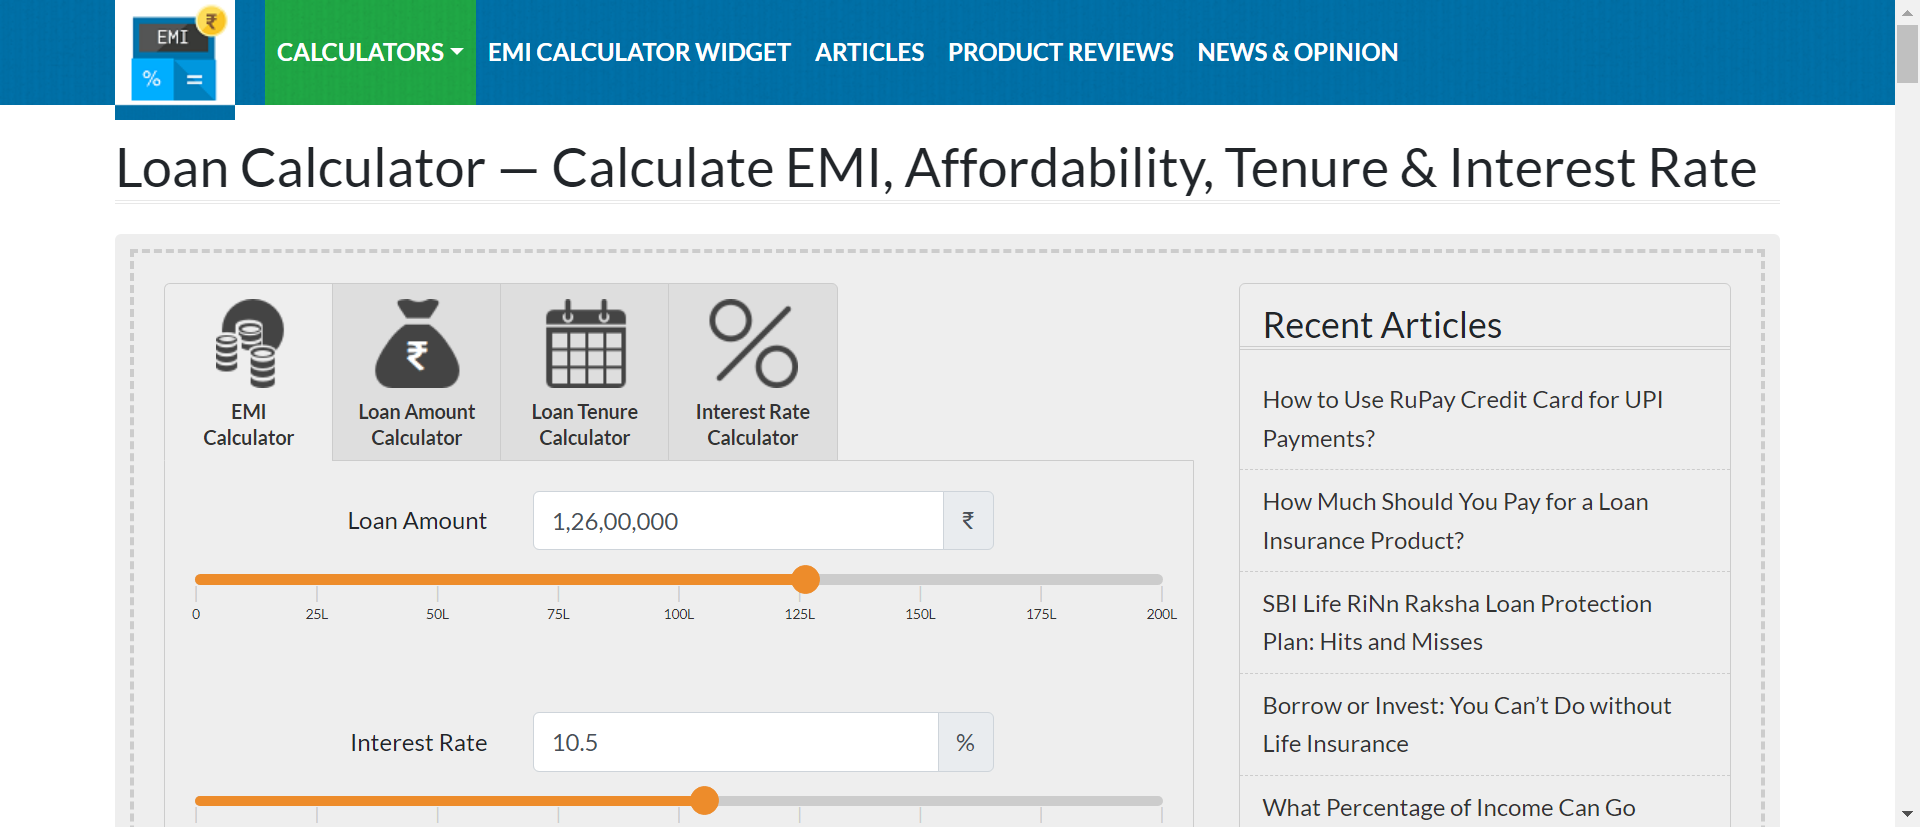 EMI
₹
%
=
CALCULATORS
EMI CALCULATOR WIDGET
ARTICLES
PRODUCT REVIEWS
NEWS & OPINION
Loan Calculator — Calculate EMI, Affordability, Tenure & Interest Rate
EMI
Calculator
₹
Loan Amount
Calculator
Loan Tenure
Calculator
Interest Rate
Calculator
Loan Amount
1,26,00,000
₹
0
25L
50L
75L
100L
125L
150L
175L
200L
Interest Rate
10.5
%
Recent Articles
How to Use RuPay Credit Card for UPI
Payments?
How Much Should You Pay for a Loan
Insurance Product?
SBI Life RiNn Raksha Loan Protection
Plan: Hits and Misses
Borrow or Invest: You Can’t Do without
Life Insurance
What Percentage of Income Can Go